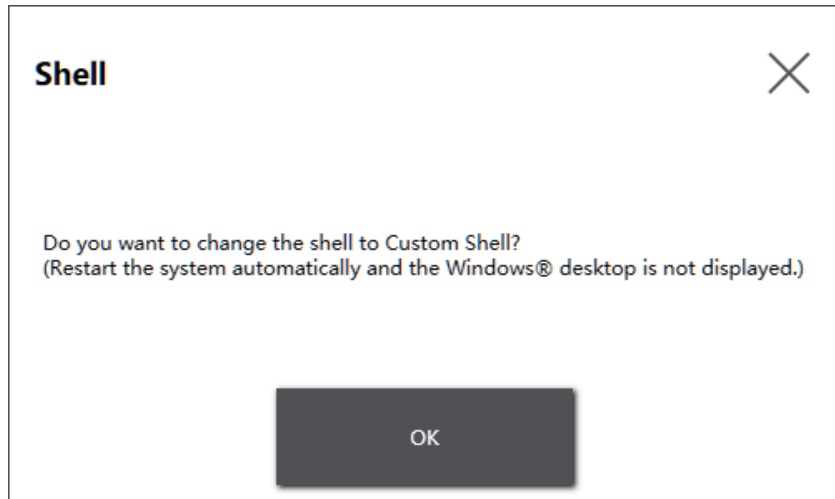 Shell
Do you want to change the shell to Custom Shell?
(Restart the system automatically and the Windows® desktop is not displayed.)
OK